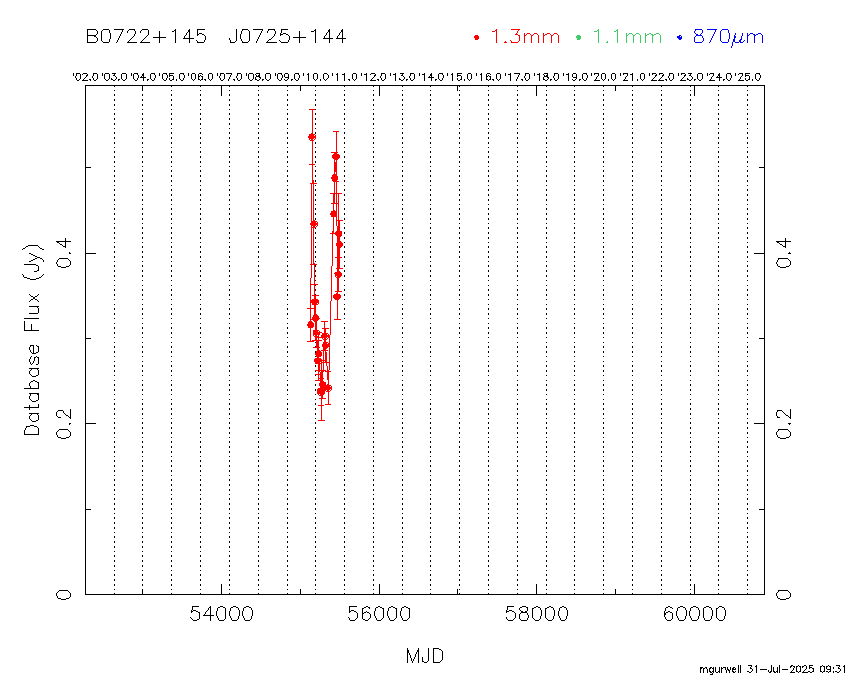 B0722+145 J0725+144 1.3mm 1.1mm 870μm
'02.0 '03.0 '04.0 '05.0 '06.0 '07.0 '08.0 '09.0 '10.0 '11.0 '12.0 '13.0 '14.0 '15.0 '16.0 '17.0 '18.0 '19.0 '20.0 '21.0 '22.0 '23.0 '24.0 '25.0
Database Flux (Jy)
0.4 0.4
0.2 0.2
0 0
54000 56000 58000 60000
MJD
mgurwell 31-Jul-2025 09:31